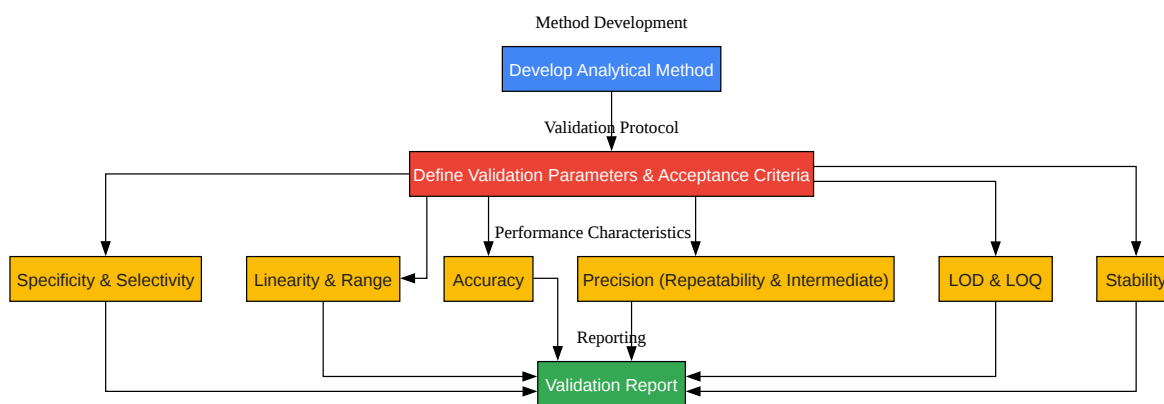 Method Development
Develop Analytical Method
Validation Protocol
Define Validation Parameters & Acceptance Criteria
Performance Characteristics
Specificity & Selectivity
Linearity & Range
Accuracy
Precision (Repeatability & Intermediate)
LOD & LOQ
Stability
Reporting
Validation Report